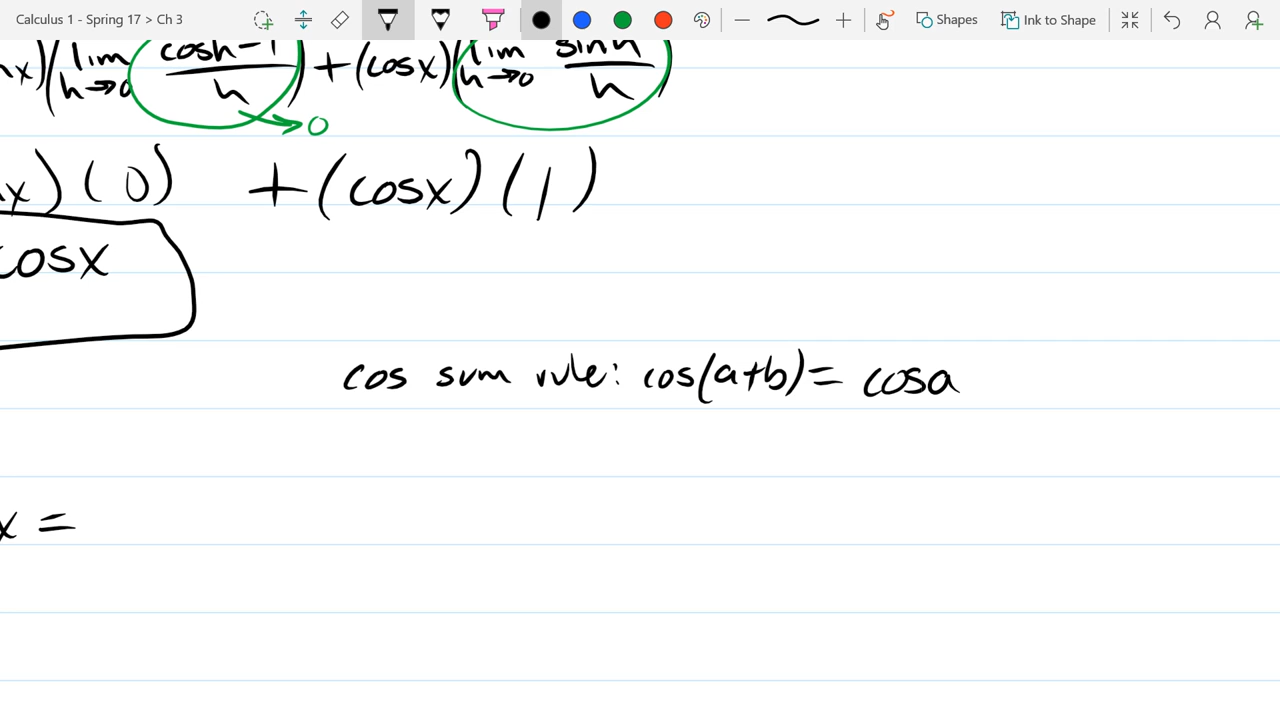 Calculus 1 - Spring 17 > Ch 3 Shapes Ink to Shape
x)(lim h→0 cosh-1/h) + (cosx)(lim h→0 sinh/h)
→0
x)(0) + (cosx)(1)
cosx
cos sum rule: cos(a+b)= cosa
x =